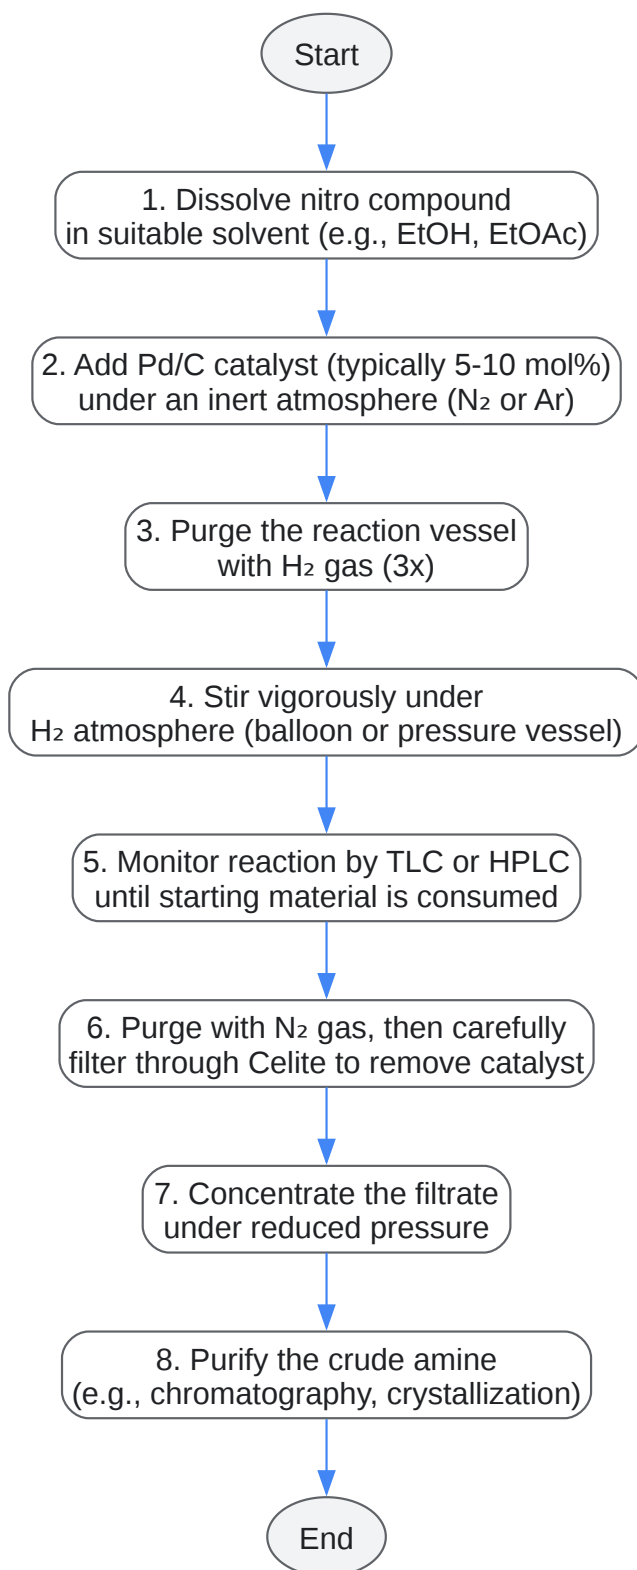 Start
1. Dissolve nitro compound
in suitable solvent (e.g., EtOH, EtOAc)
2. Add Pd/C catalyst (typically 5-10 mol%)
under an inert atmosphere (N₂ or Ar)
3. Purge the reaction vessel
with H₂ gas (3x)
4. Stir vigorously under
H₂ atmosphere (balloon or pressure vessel)
5. Monitor reaction by TLC or HPLC
until starting material is consumed
6. Purge with N₂ gas, then carefully
filter through Celite to remove catalyst
7. Concentrate the filtrate
under reduced pressure
8. Purify the crude amine
(e.g., chromatography, crystallization)
End